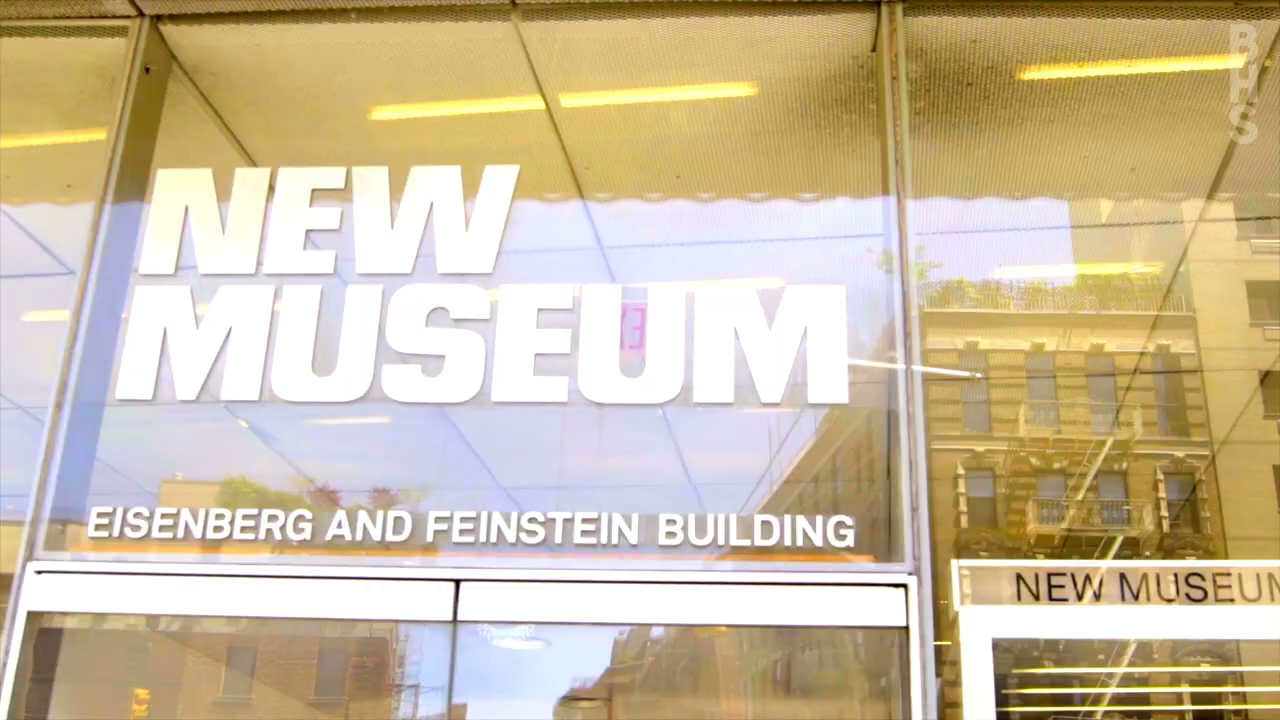 NEW
MUSEUM
EISENBERG AND FEINSTEIN BUILDING
NEW MUSEUM
BHS